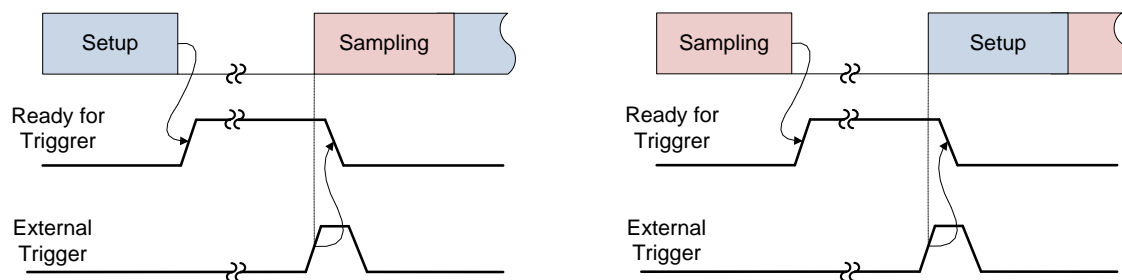 Setup
Sampling
Ready for
Triggrer
External
Trigger
Sampling
Setup
Ready for
Triggrer
External
Trigger